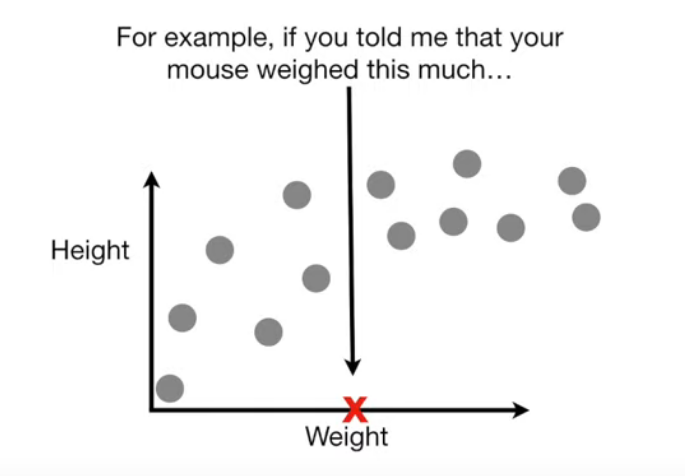 For example, if you told me that your
mouse weighed this much…
Height
X
Weight